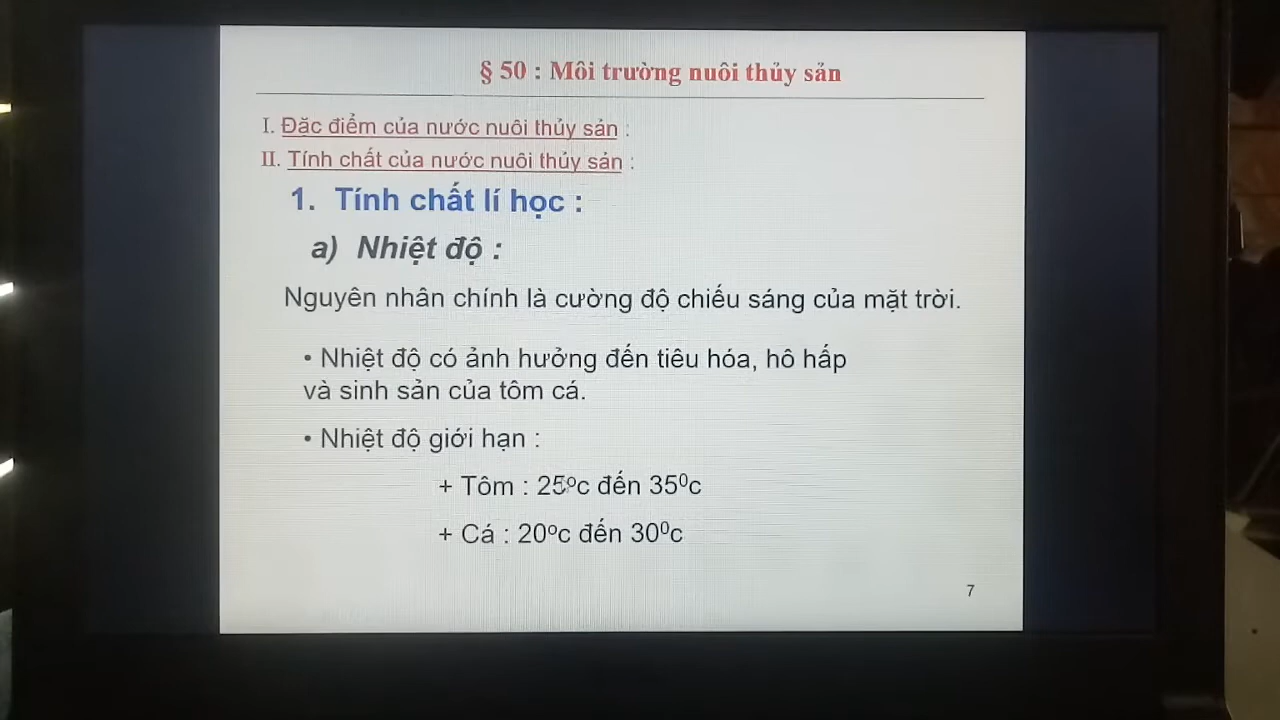 § 50 : Môi trường nuôi thủy sản
I. Đặc điểm của nước nuôi thủy sản :
II. Tính chất của nước nuôi thủy sản :
1. Tính chất lí học :
a) Nhiệt độ :
Nguyên nhân chính là cường độ chiếu sáng của mặt trời.
• Nhiệt độ có ảnh hưởng đến tiêu hóa, hô hấp
và sinh sản của tôm cá.
• Nhiệt độ giới hạn :
+ Tôm : 25ºc đến 35⁰c
+ Cá : 20ºc đến 30⁰c
7